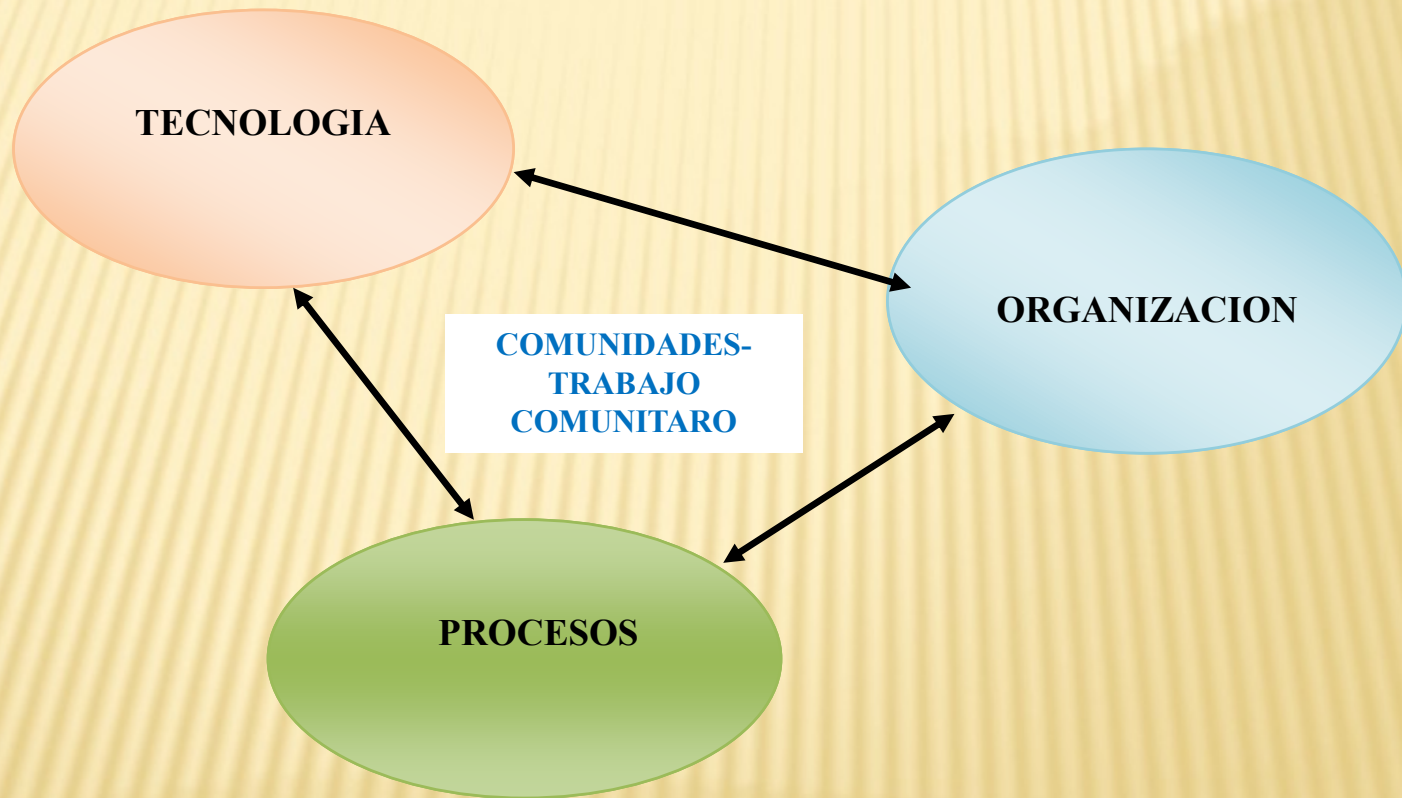 TECNOLOGIA
ORGANIZACION
COMUNIDADES-
TRABAJO
COMUNITARO
PROCESOS